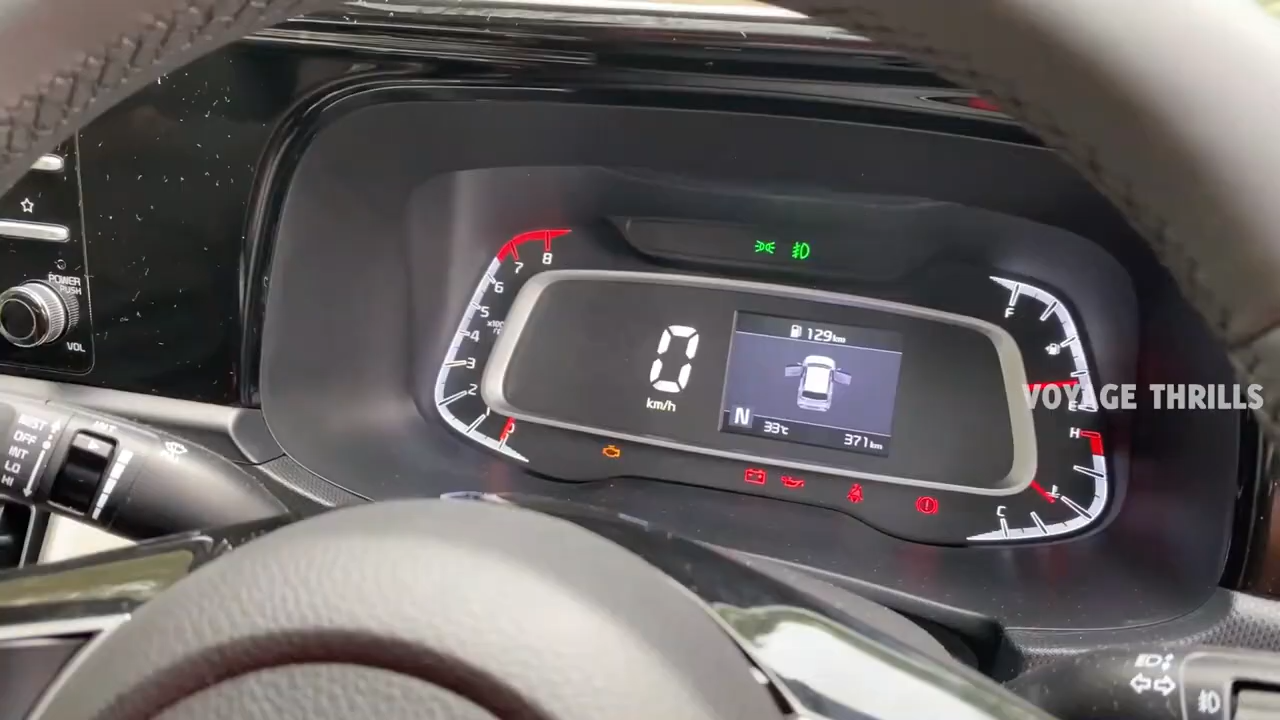 POWER
PUSH
VOL
MIST
OFF
INT
LO
HI
8
7
6
5
4
3
2
1
0
0
km/h
129km
N
33℃
371km
F
E
H
C
VOYAGE THRILLS